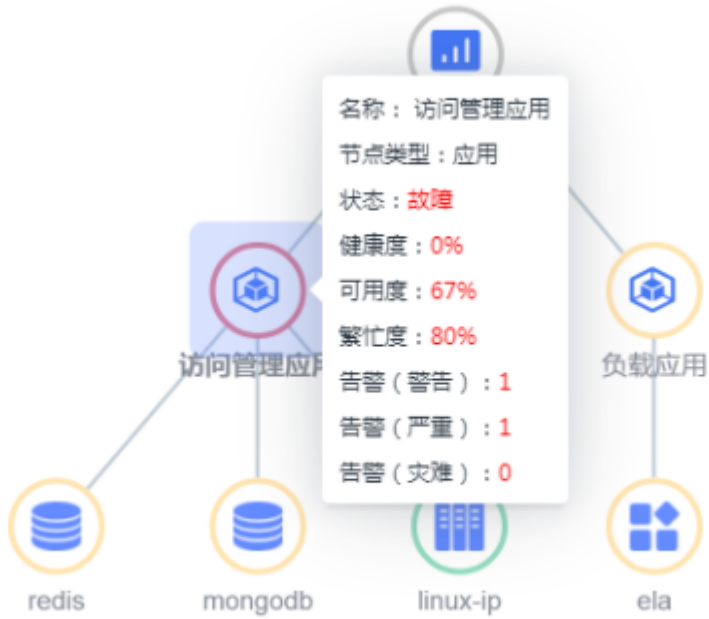 名称： 访问管理应用
节点类型：应用
状态：故障
健康度：0%
可用度：67%
繁忙度：80%
告警（警告）：1
告警（严重）：1
告警（灾难）：0
访问管理应
负载应用
redis
mongodb
linux-ip
ela